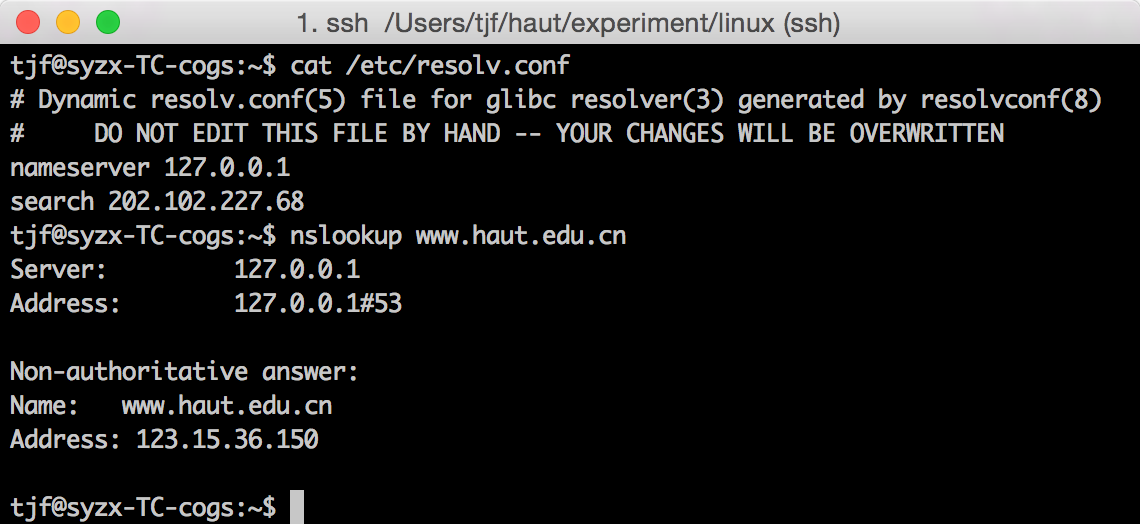 1. ssh  /Users/tjf/haut/experiment/linux (ssh)
tjf@syzx-TC-cogs:~$ cat /etc/resolv.conf
# Dynamic resolv.conf(5) file for glibc resolver(3) generated by resolvconf(8)
#     DO NOT EDIT THIS FILE BY HAND -- YOUR CHANGES WILL BE OVERWRITTEN
nameserver 127.0.0.1
search 202.102.227.68
tjf@syzx-TC-cogs:~$ nslookup www.haut.edu.cn
Server:         127.0.0.1
Address:        127.0.0.1#53

Non-authoritative answer:
Name:   www.haut.edu.cn
Address: 123.15.36.150

tjf@syzx-TC-cogs:~$